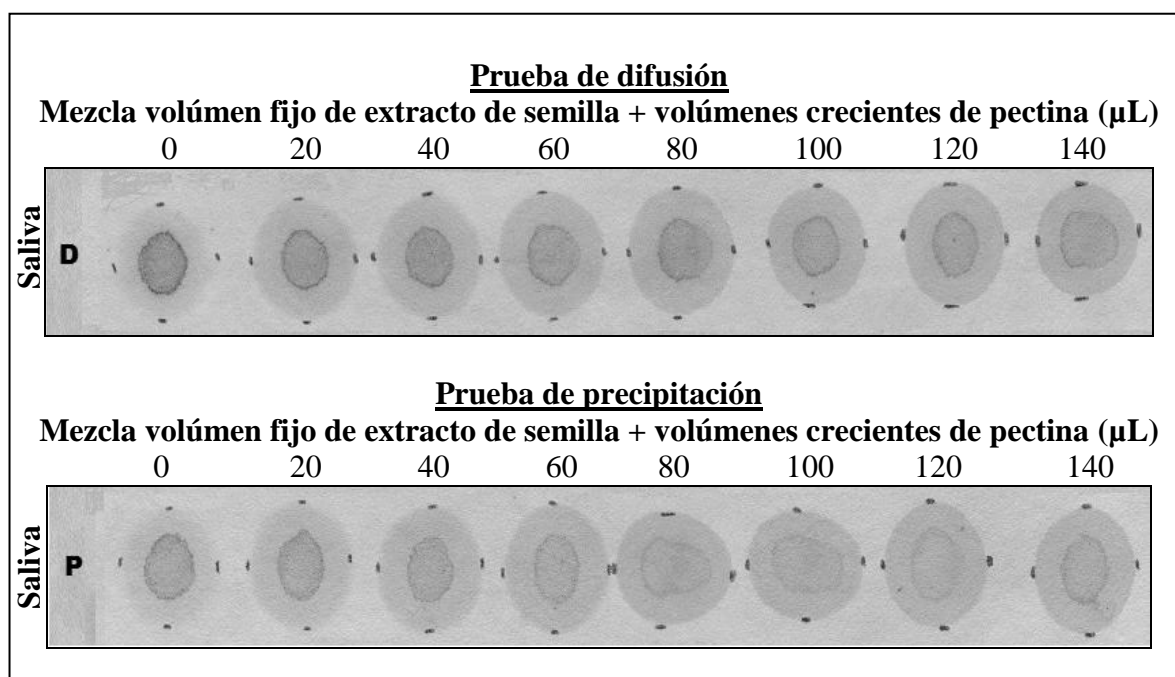 Prueba de difusión
Mezcla volúmen fijo de extracto de semilla + volúmenes crecientes de pectina (µL)
0 20 40 60 80 100 120 140
Saliva
D
Prueba de precipitación
Mezcla volúmen fijo de extracto de semilla + volúmenes crecientes de pectina (µL)
0 20 40 60 80 100 120 140
Saliva
P